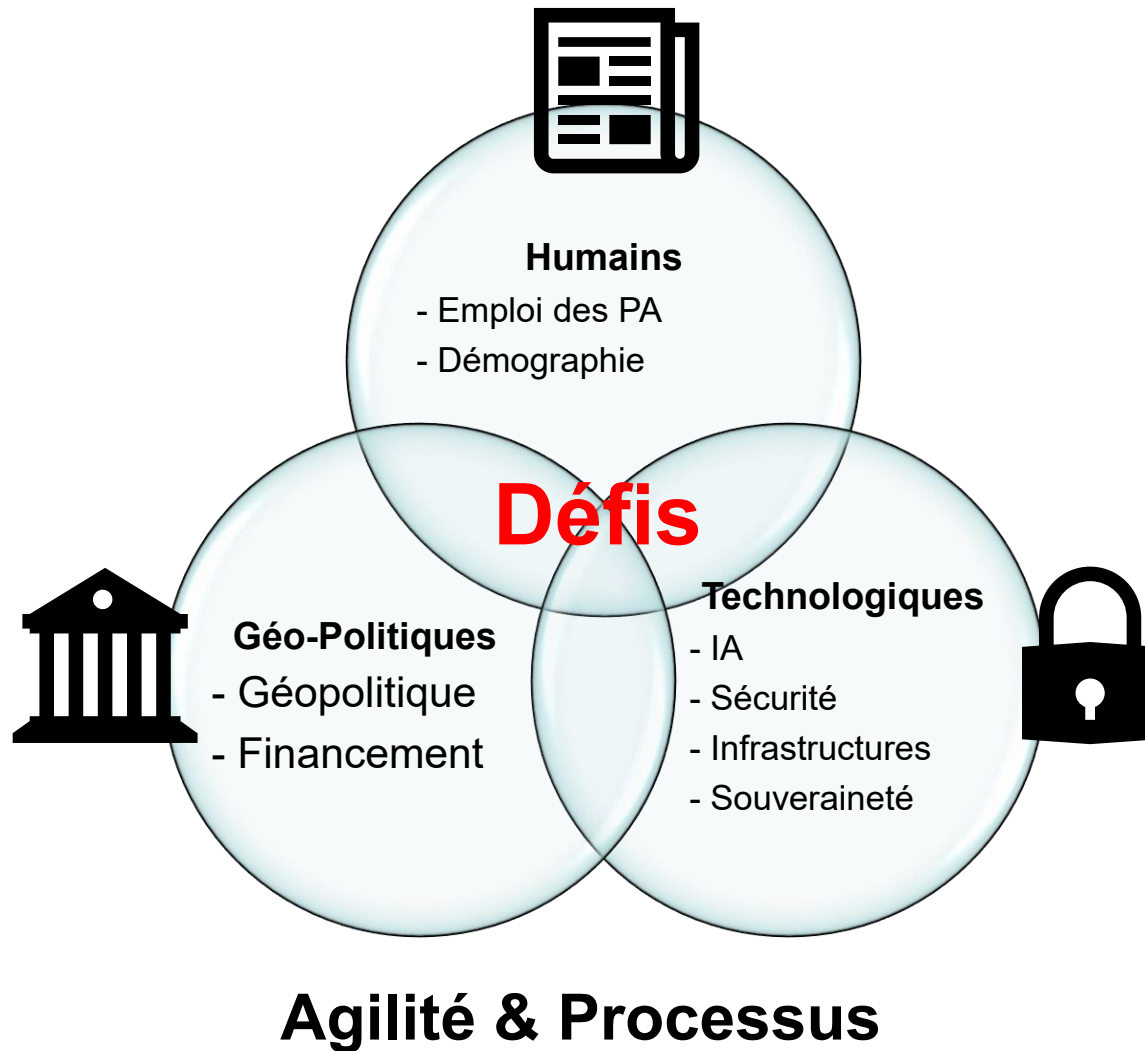 Humains
- Emploi des PA
- Démographie
Défis
Géo-Politiques
- Géopolitique
- Financement
Technologiques
- IA
- Sécurité
- Infrastructures
- Souveraineté
Agilité & Processus